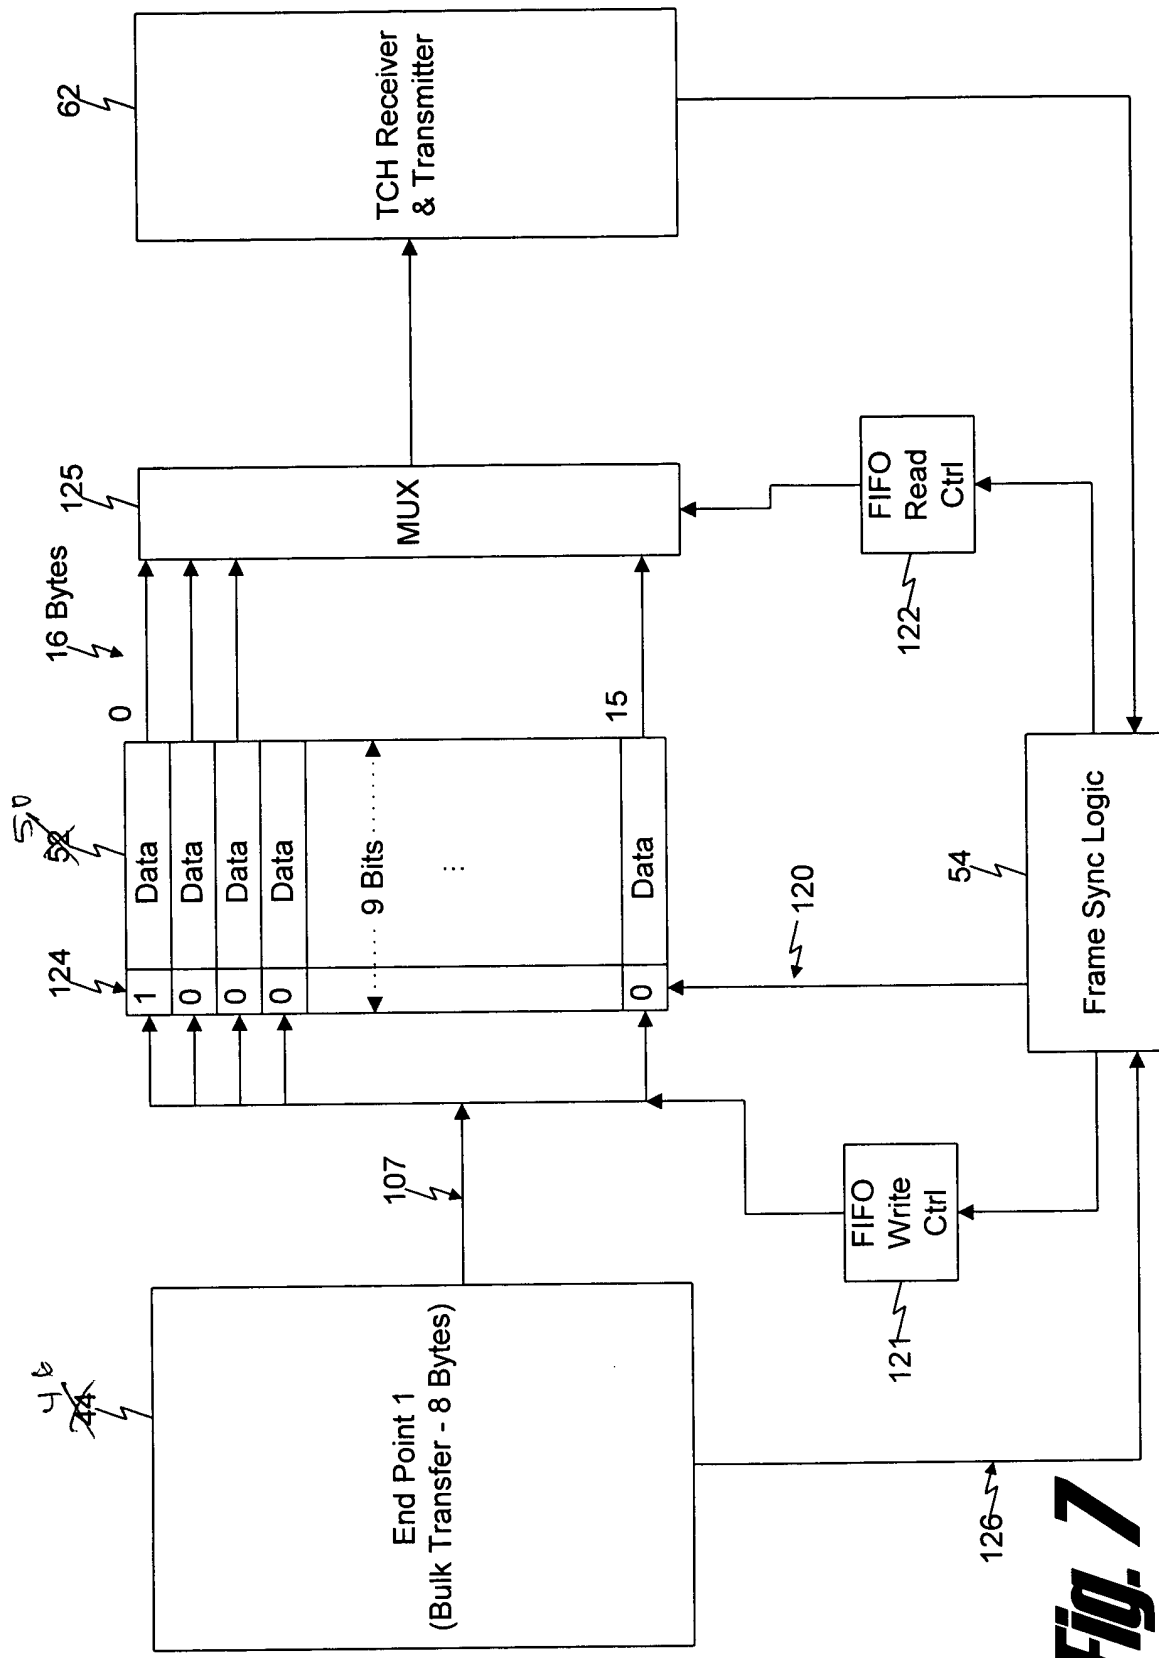 62
TCH Receiver
& Transmitter
125
MUX
16 Bytes
0
15
50
52
124
1
0
0
0
0
Data
Data
Data
Data
Data
9 Bits
...
FIFO
Read
Ctrl
122
120
54
Frame Sync Logic
107
FIFO
Write
Ctrl
121
44
End Point 1
(Bulk Transfer - 8 Bytes)
126
Fig. 7